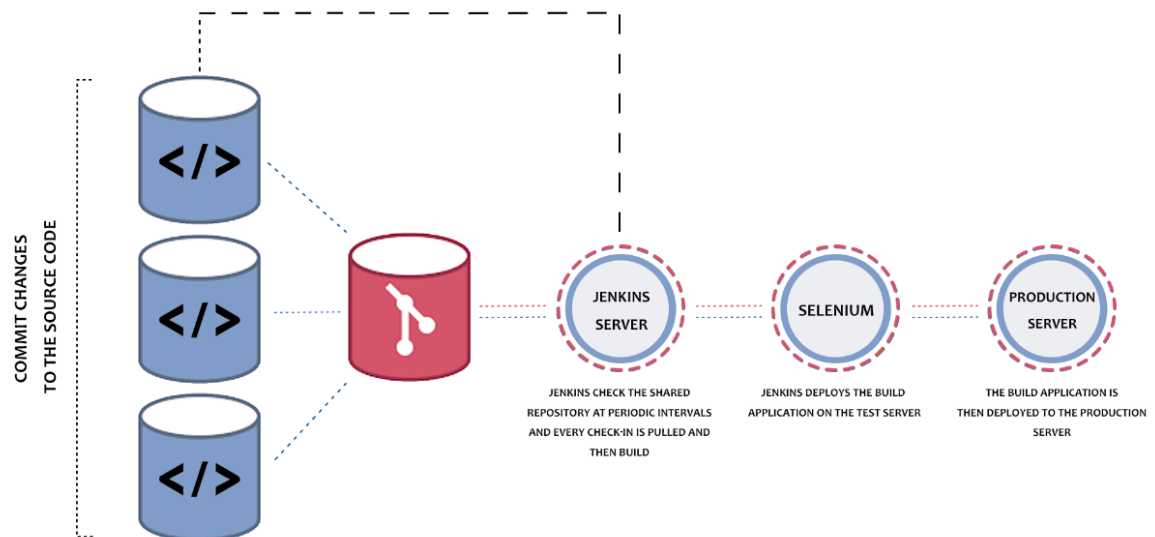 COMMIT CHANGES
TO THE SOURCE CODE
</>
</>
</>
JENKINS
SERVER
JENKINS CHECK THE SHARED
REPOSITORY AT PERIODIC INTERVALS
AND EVERY CHECK-IN IS PULLED AND
THEN BUILD
SELENIUM
JENKINS DEPLOYS THE BUILD
APPLICATION ON THE TEST SERVER
PRODUCTION
SERVER
THE BUILD APPLICATION IS
THEN DEPLOYED TO THE PRODUCTION
SERVER